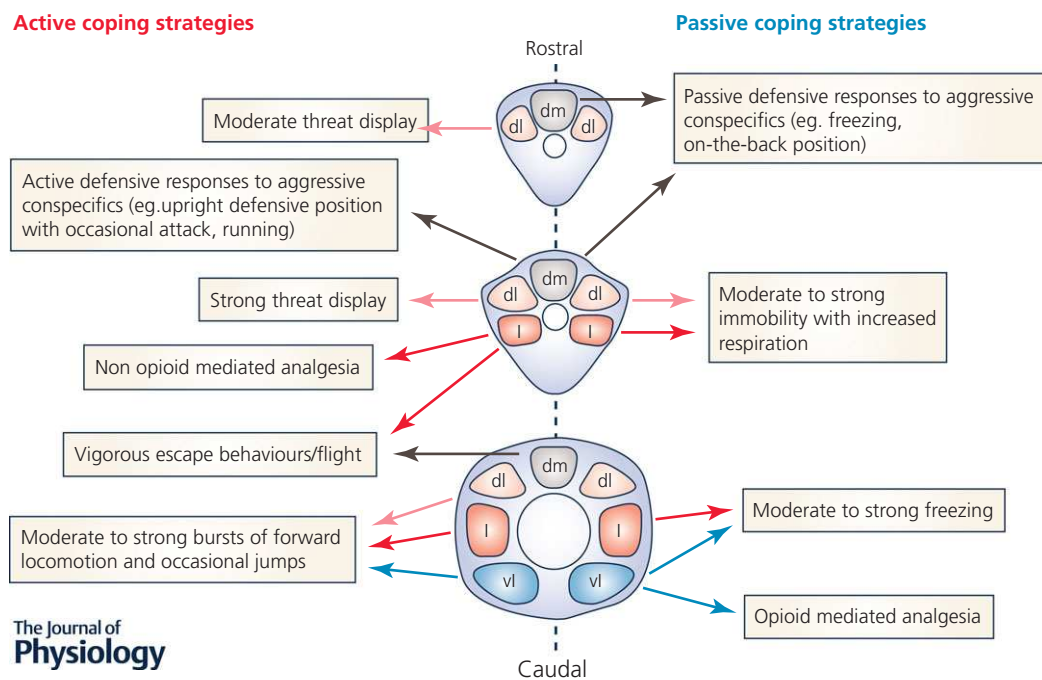 Active coping strategies
Passive coping strategies
Rostral
Moderate threat display
dm
dl
dl
Passive defensive responses to aggressive
conspecifics (eg. freezing,
on-the-back position)
Active defensive responses to aggressive
conspecifics (eg.upright defensive position
with occasional attack, running)
Strong threat display
dm
dl
dl
l
l
Moderate to strong
immobility with increased
respiration
Non opioid mediated analgesia
Vigorous escape behaviours/flight
dm
dl
dl
l
l
vl
vl
Moderate to strong freezing
Moderate to strong bursts of forward
locomotion and occasional jumps
Opioid mediated analgesia
The Journal of
Physiology
Caudal